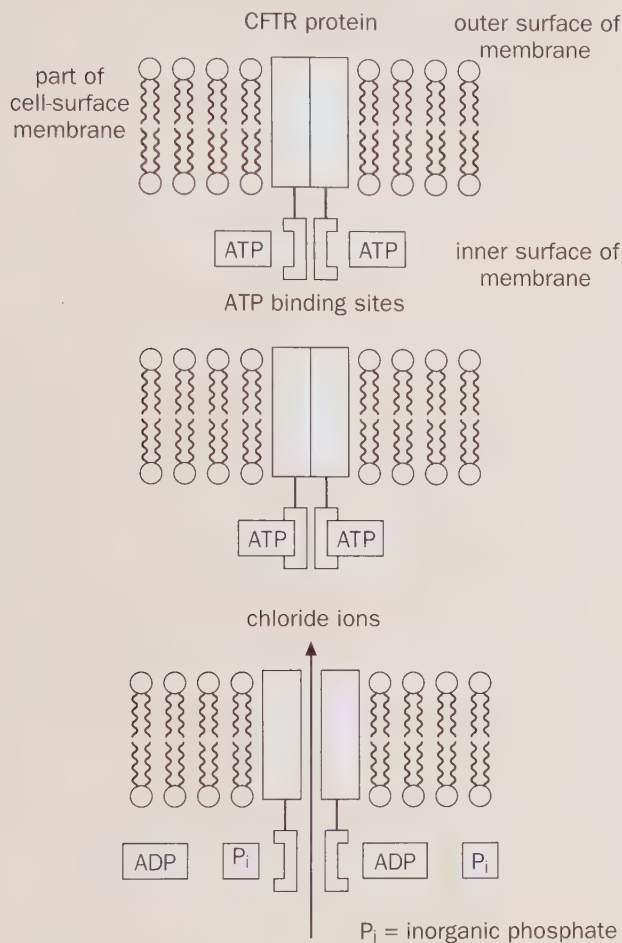 CFTR protein
outer surface of
membrane
part of
cell-surface
membrane
ATP
ATP
inner surface of
membrane
ATP binding sites
ATP
ATP
chloride ions
ADP
Pi
ADP
Pi
Pi = inorganic phosphate